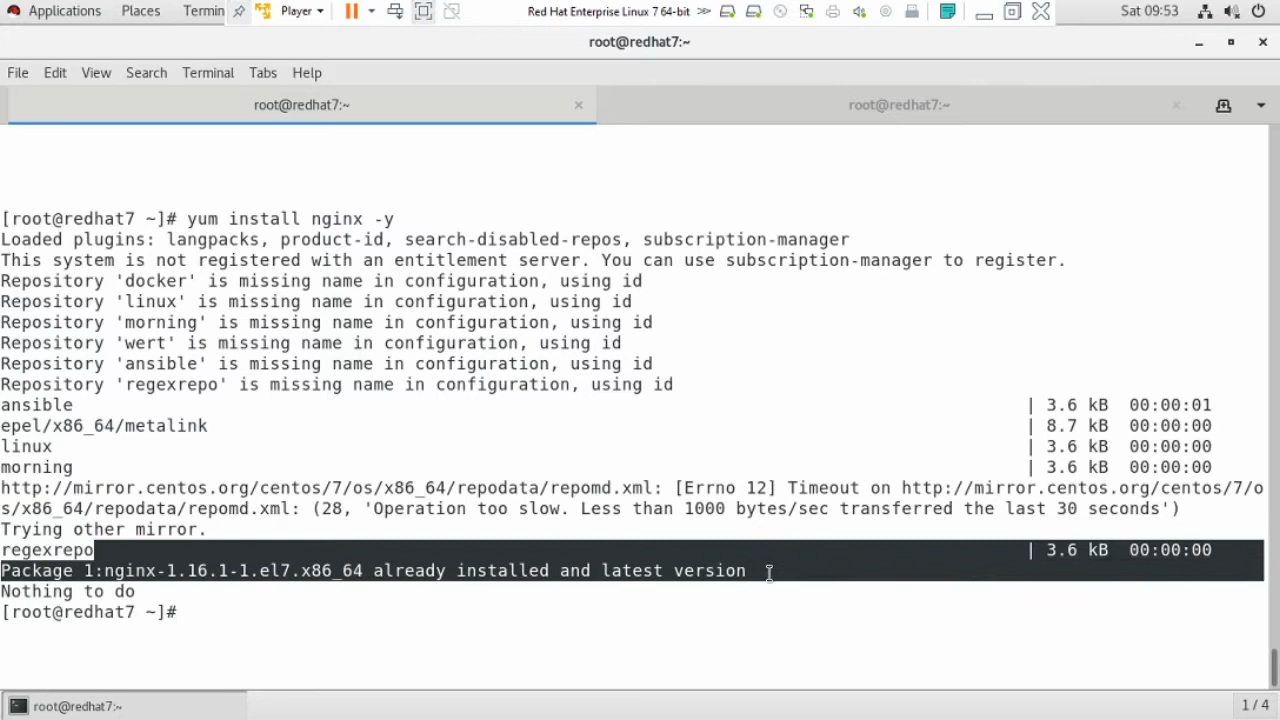 Applications Places Termin Player Red Hat Enterprise Linux 7 64-bit Sat 09:53
root@redhat7:~
File Edit View Search Terminal Tabs Help
root@redhat7:~ root@redhat7:~
[root@redhat7 ~]# yum install nginx -y
Loaded plugins: langpacks, product-id, search-disabled-repos, subscription-manager
This system is not registered with an entitlement server. You can use subscription-manager to register.
Repository 'docker' is missing name in configuration, using id
Repository 'linux' is missing name in configuration, using id
Repository 'morning' is missing name in configuration, using id
Repository 'wert' is missing name in configuration, using id
Repository 'ansible' is missing name in configuration, using id
Repository 'regexrepo' is missing name in configuration, using id
ansible | 3.6 kB 00:00:01
epel/x86_64/metalink | 8.7 kB 00:00:00
linux | 3.6 kB 00:00:00
morning | 3.6 kB 00:00:00
http://mirror.centos.org/centos/7/os/x86_64/repodata/repomd.xml: [Errno 12] Timeout on http://mirror.centos.org/centos/7/o
s/x86_64/repodata/repomd.xml: (28, 'Operation too slow. Less than 1000 bytes/sec transferred the last 30 seconds')
Trying other mirror.
regexrepo | 3.6 kB 00:00:00
Package 1:nginx-1.16.1-1.el7.x86_64 already installed and latest version
Nothing to do
[root@redhat7 ~]#
root@redhat7:~ 1 / 4